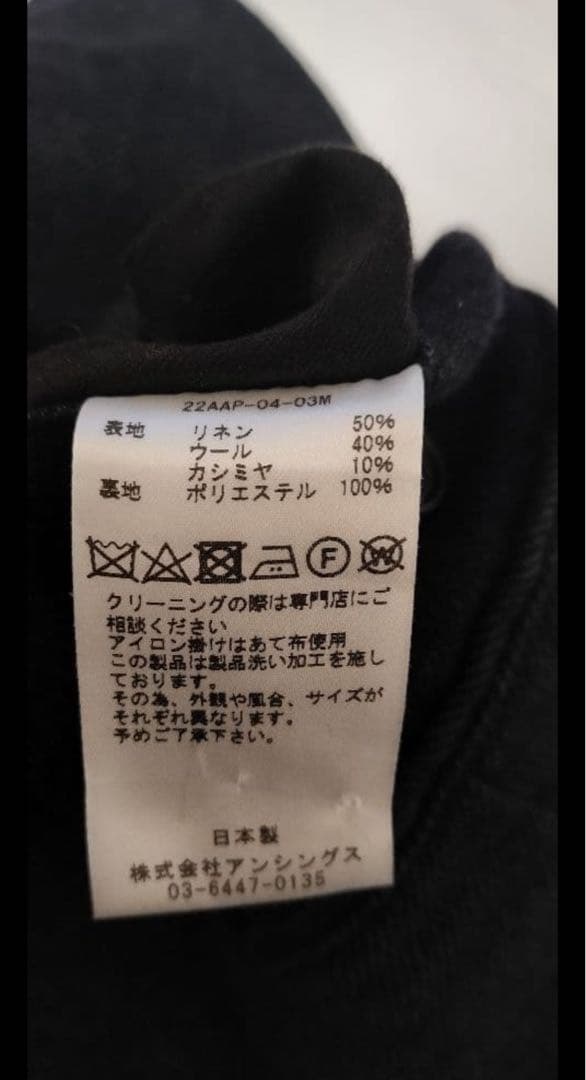 22AAP-04-03M
表地 リネン 50%
ウール 40%
カシミヤ 10%
裏地 ポリエステル 100%
F W
クリーニングの際は専門店にご
相談ください
アイロン掛けはあて布使用
この製品は製品洗い加工を施し
ております。
その為、外観や風合、サイズが
それぞれ異なります。
予めご了承下さい。
日本製
株式会社アンシングス
03-6447-0135